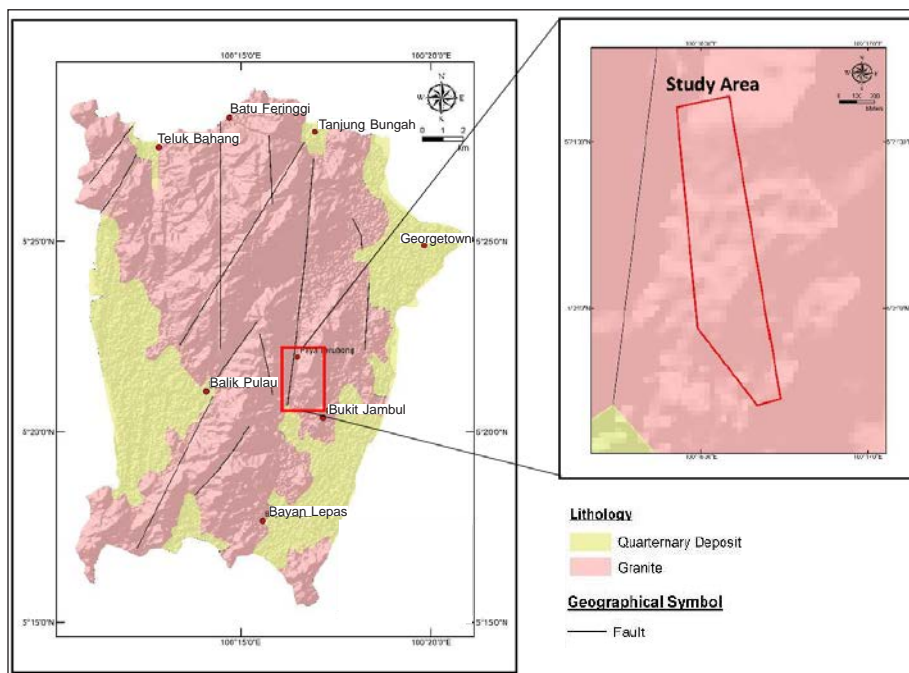 100°15'0"E
100°20'0"E
N
W
E
S
0 1 2
km
Batu Feringgi
Tanjung Bungah
Teluk Bahang
5°25'0"N
Georgetown
5°25'0"N
Balik Pulau
Bukit Jambul
5°20'0"N
5°20'0"N
Bayan Lepas
5°15'0"N
5°15'0"N
100°15'0"E
100°20'0"E
Study Area
N
W
E
S
Lithology
Quarternary Deposit
Granite
Geographical Symbol
Fault